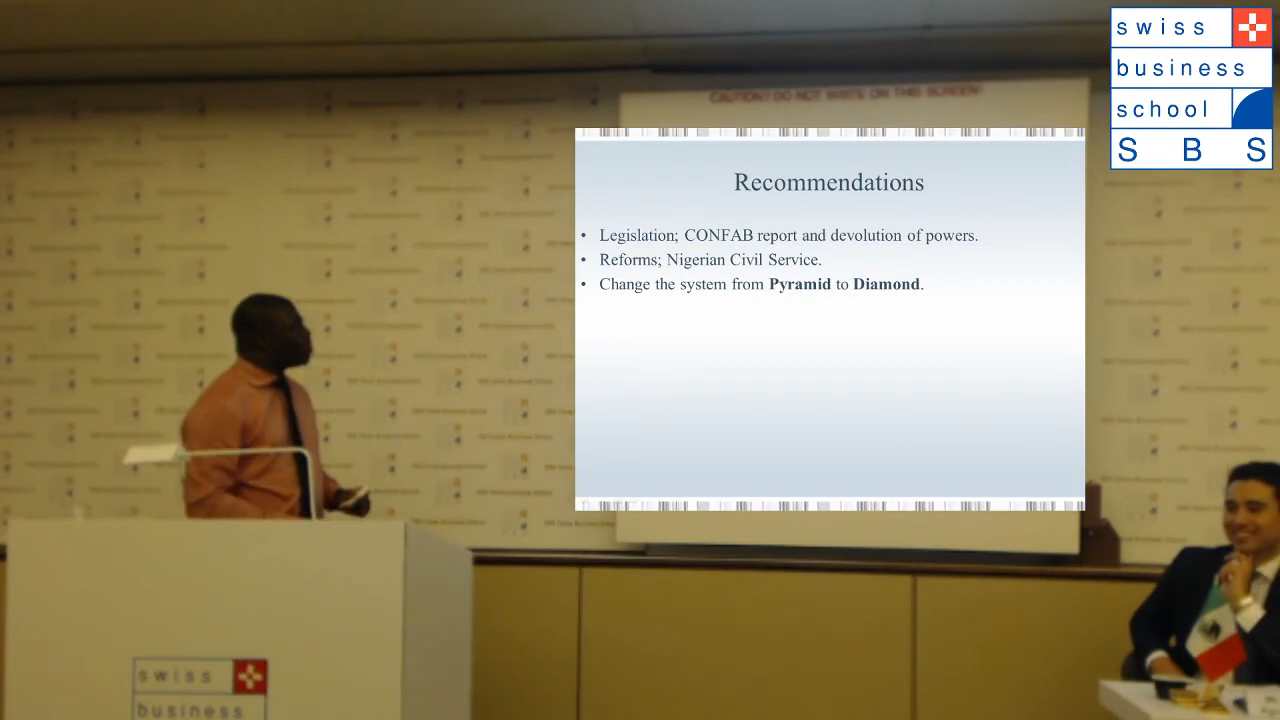 swiss
business
school
S B S
CAUTION! DO NOT WRITE ON THIS SCREEN!
Recommendations
• Legislation; CONFAB report and devolution of powers.
• Reforms; Nigerian Civil Service.
• Change the system from Pyramid to Diamond.
swiss
business